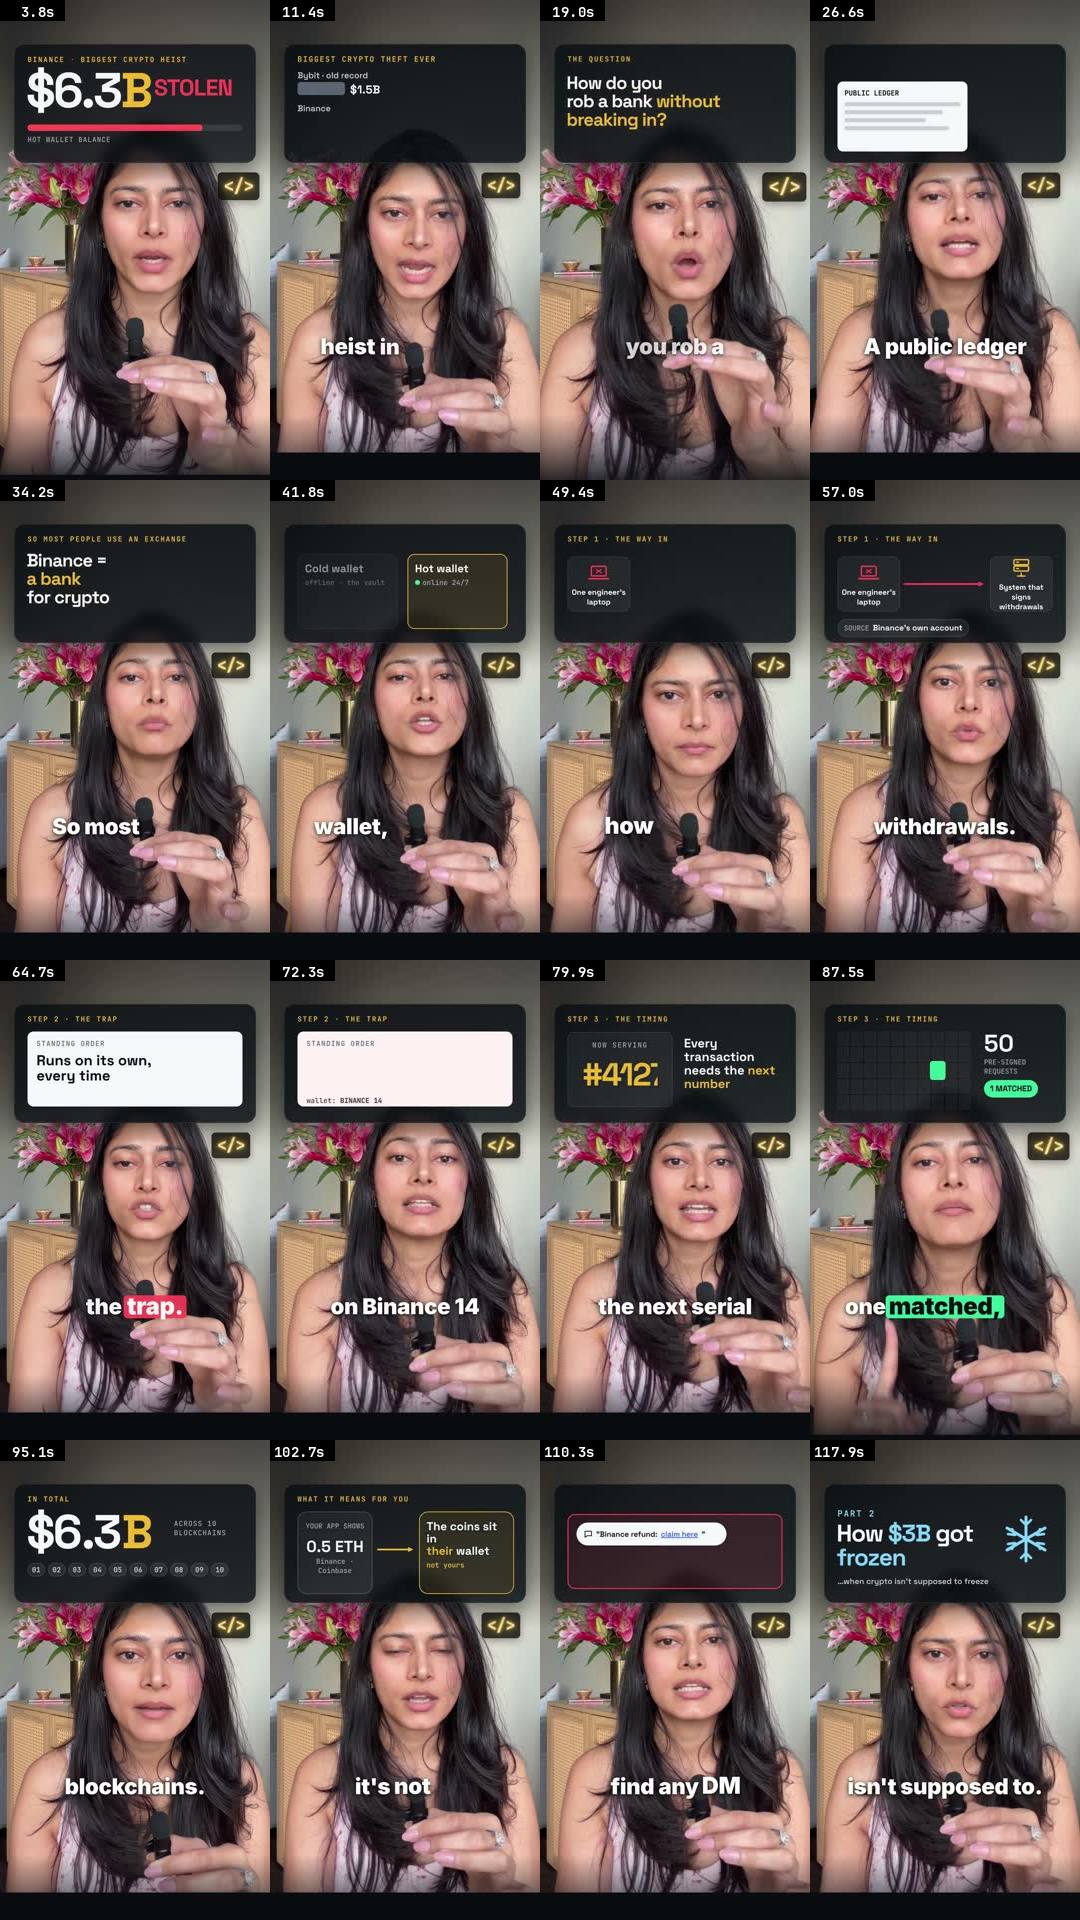 3.8s
BINANCE · BIGGEST CRYPTO HEIST
$6.3B STOLEN
HOT WALLET BALANCE
</>
11.4s
BIGGEST CRYPTO THEFT EVER
Bybit · old record
$1.5B
Binance
</>
heist in
19.0s
THE QUESTION
How do you
rob a bank without
breaking in?
</>
you rob a
26.6s
PUBLIC LEDGER
</>
A public ledger
34.2s
SO MOST PEOPLE USE AN EXCHANGE
Binance =
a bank
for crypto
</>
So most
41.8s
Cold wallet
offline · the vault
Hot wallet
online 24/7
</>
wallet,
49.4s
STEP 1 · THE WAY IN
One engineer's
laptop
</>
how
57.0s
STEP 1 · THE WAY IN
One engineer's
laptop
System that
signs
withdrawals
SOURCE Binance's own account
</>
withdrawals.
64.7s
STEP 2 · THE TRAP
STANDING ORDER
Runs on its own,
every time
</>
the trap.
72.3s
STEP 2 · THE TRAP
STANDING ORDER
wallet: BINANCE 14
</>
on Binance 14
79.9s
STEP 3 · THE TIMING
NOW SERVING
#412
Every
transaction
needs the next
number
</>
the next serial
87.5s
STEP 3 · THE TIMING
50
PRE-SIGNED
REQUESTS
1 MATCHED
</>
one matched,
95.1s
IN TOTAL
$6.3B
ACROSS 10
BLOCKCHAINS
01 02 03 04 05 06 07 08 09 10
</>
blockchains.
102.7s
WHAT IT MEANS FOR YOU
YOUR APP SHOWS
0.5 ETH
Binance ·
Coinbase
The coins sit
in
their wallet
not yours
</>
it's not
110.3s
"Binance refund: claim here "
</>
find any DM
117.9s
PART 2
How $3B got
frozen
...when crypto isn't supposed to freeze
</>
isn't supposed to.